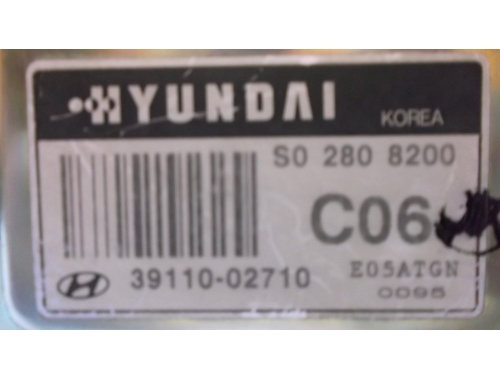 HYUNDAI
KOREA
S0 280 8200
C06
39110-02710
E05ATGN
0095